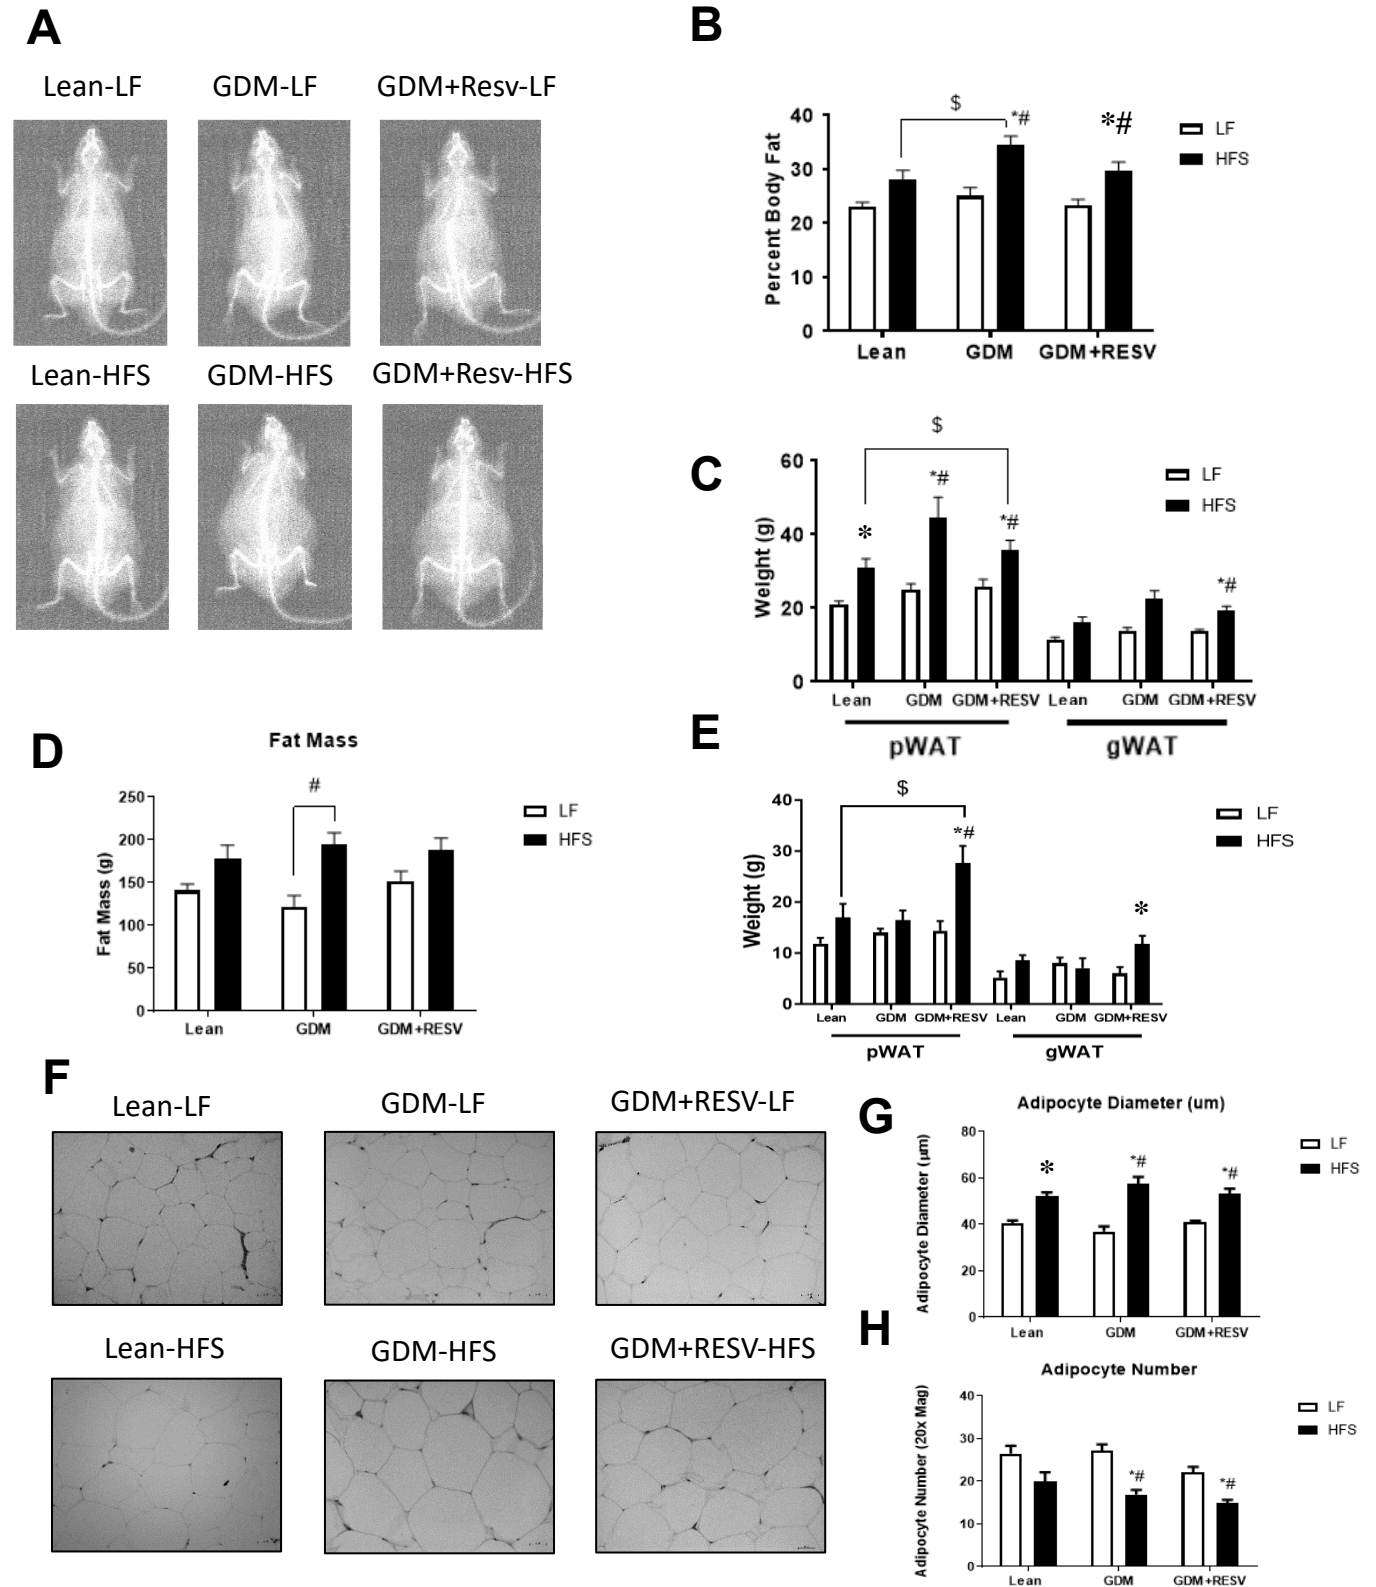 A
Lean-LF
GDM-LF
GDM+Resv-LF
Lean-HFS
GDM-HFS
GDM+Resv-HFS
B
$
*#
*#
LF
HFS
Percent Body Fat
40
30
20
10
0
Lean
GDM
GDM+RESV
C
$
*
*#
*#
*#
LF
HFS
Weight (g)
60
40
20
0
Lean
GDM
GDM+RESV
Lean
GDM
GDM+RESV
pWAT
gWAT
D
Fat Mass
#
LF
HFS
Fat Mass (g)
250
200
150
100
50
0
Lean
GDM
GDM+RESV
E
$
*#
*
LF
HFS
Weight (g)
40
30
20
10
0
Lean
GDM
GDM+RESV
Lean
GDM
GDM+RESV
pWAT
gWAT
F
Lean-LF
GDM-LF
GDM+RESV-LF
Lean-HFS
GDM-HFS
GDM+RESV-HFS
G
Adipocyte Diameter (um)
*
*#
*#
LF
HFS
Adipocyte Diameter (μm)
80
60
40
20
0
Lean
GDM
GDM+RESV
H
Adipocyte Number
*#
*#
LF
HFS
Adipocyte Number (20x Mag)
40
30
20
10
0
Lean
GDM
GDM+RESV